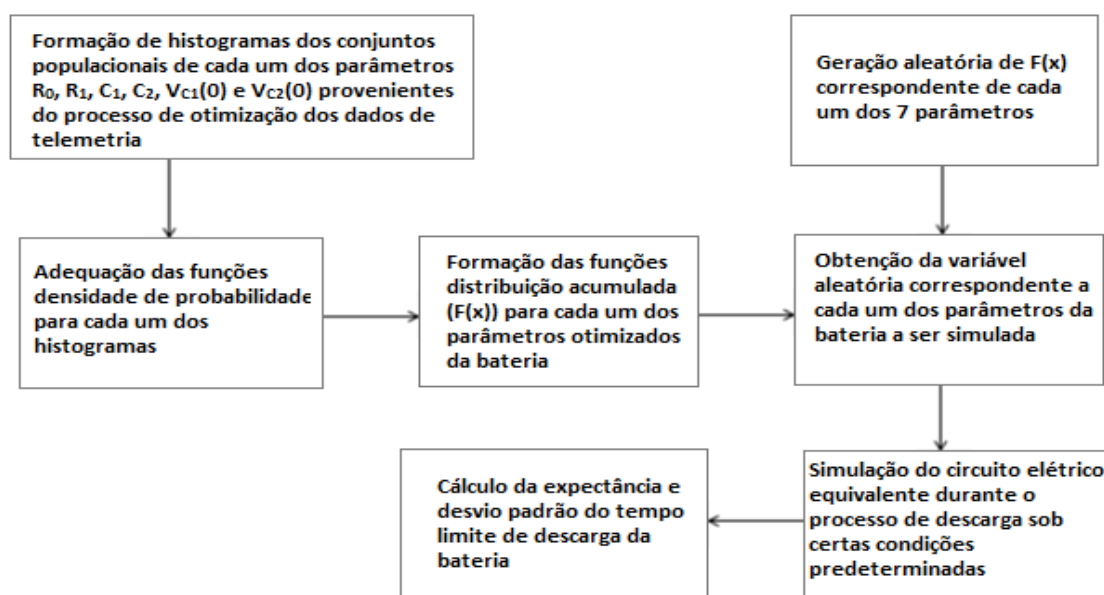 Formação de histogramas dos conjuntos
populacionais de cada um dos parâmetros
R₀, R₁, C₁, C₂, VC1(0) e VC2(0) provenientes
do processo de otimização dos dados de
telemetria
Geração aleatória de F(x)
correspondente de cada
um dos 7 parâmetros
Adequação das funções
densidade de probabilidade
para cada um dos
histogramas
Formação das funções
distribuição acumulada
(F(x)) para cada um dos
parâmetros otimizados
da bateria
Obtenção da variável
aleatória correspondente a
cada um dos parâmetros da
bateria a ser simulada
Cálculo da expectância e
desvio padrão do tempo
limite de descarga da
bateria
Simulação do circuito elétrico
equivalente durante o
processo de descarga sob
certas condições
predeterminadas